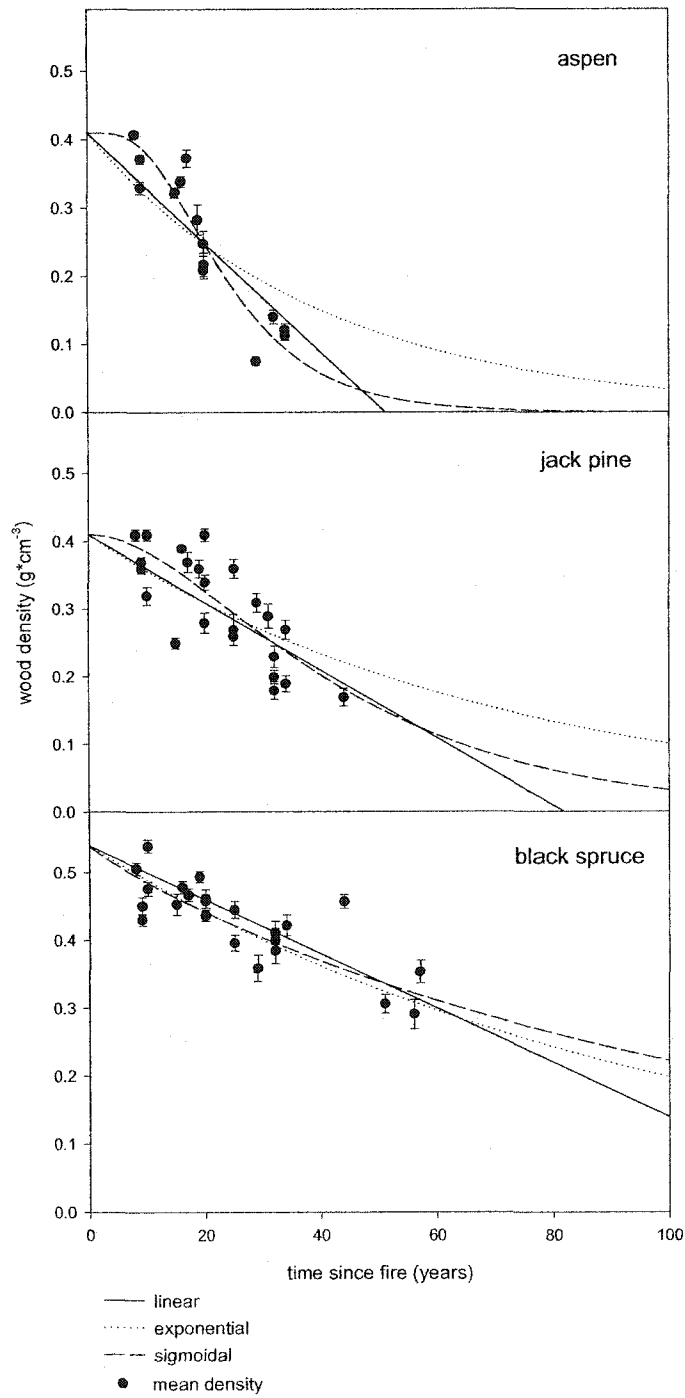 aspen
0.5
0.4
0.3
0.2
0.1
0.0
jack pine
0.5
0.4
0.3
0.2
0.1
0.0
wood density (g*cm⁻³)
black spruce
0.5
0.4
0.3
0.2
0.1
0.0
0 20 40 60 80 100
time since fire (years)
linear
exponential
sigmoidal
mean density